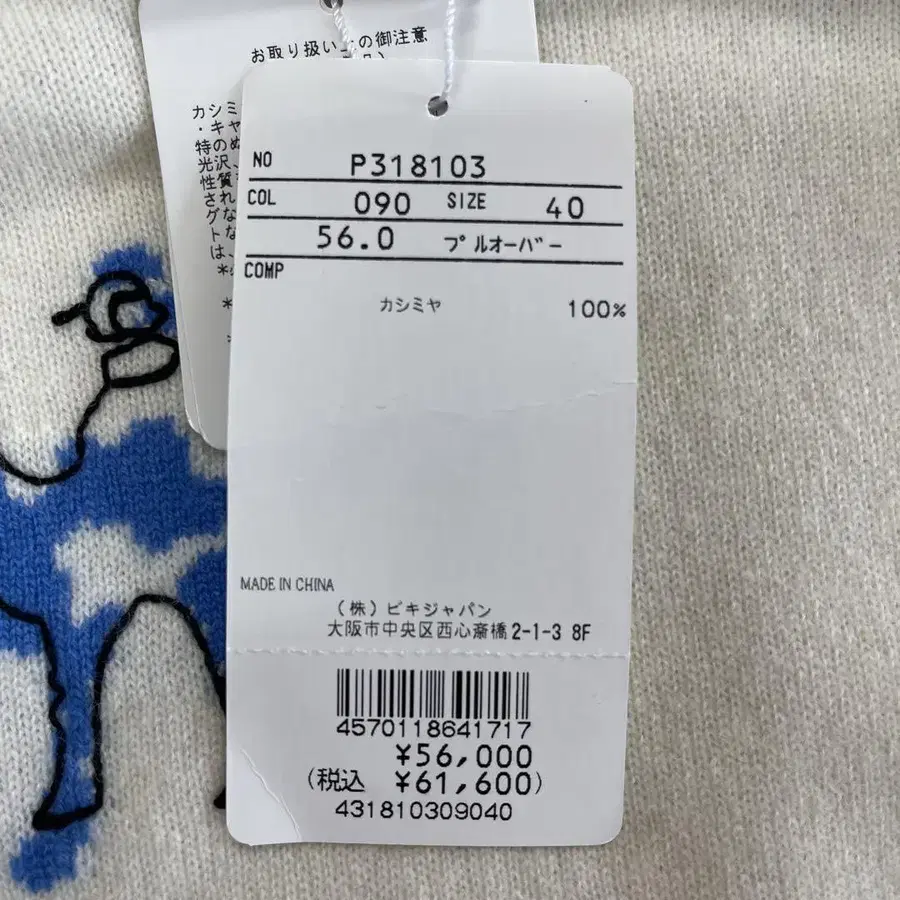 お取り扱い上の御注意
カシミ
・キャ
特のぬ
光沢、
性質
され
グな
トな
は、
NO P318103
COL 090 SIZE 40
56.0 プルオーバー
COMP
カシミヤ 100%
MADE IN CHINA
(株)ビキジャパン
大阪市中央区西心斎橋2-1-3 8F
4570118641717
¥56,000
(税込 ¥61,600)
431810309040